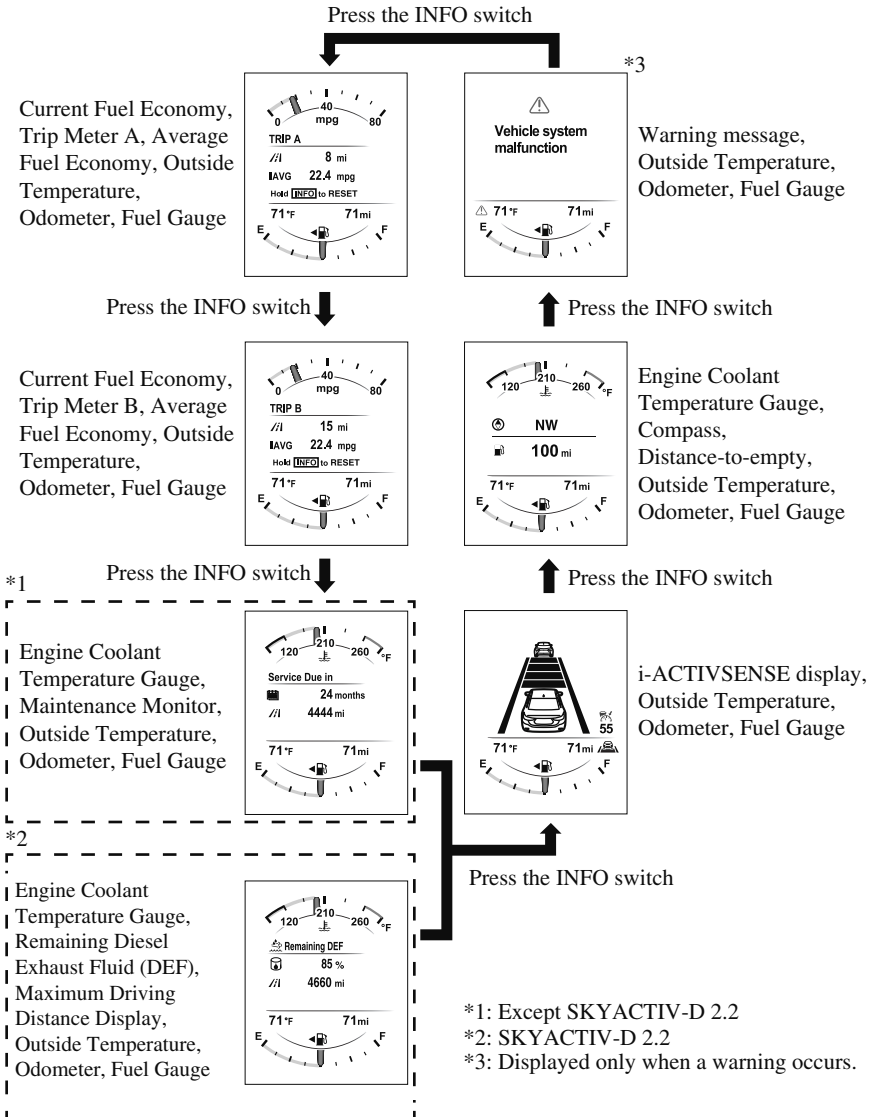 Press the INFO switch
Current Fuel Economy,
Trip Meter A, Average
Fuel Economy, Outside
Temperature,
Odometer, Fuel Gauge
0 40 80
mpg
TRIP A
8 mi
AVG 22.4 mpg
Hold INFO to RESET
71°F 71mi
E F
*3
Vehicle system
malfunction
71°F 71mi
E F
Warning message,
Outside Temperature,
Odometer, Fuel Gauge
Press the INFO switch
Press the INFO switch
Current Fuel Economy,
Trip Meter B, Average
Fuel Economy, Outside
Temperature,
Odometer, Fuel Gauge
0 40 80
mpg
TRIP B
15 mi
AVG 22.4 mpg
Hold INFO to RESET
71°F 71mi
E F
120 210 260 °F
NW
100 mi
71°F 71mi
E F
Engine Coolant
Temperature Gauge,
Compass,
Distance-to-empty,
Outside Temperature,
Odometer, Fuel Gauge
Press the INFO switch
Press the INFO switch
*1
Engine Coolant
Temperature Gauge,
Maintenance Monitor,
Outside Temperature,
Odometer, Fuel Gauge
120 210 260 °F
Service Due in
24 months
4444 mi
71°F 71mi
E F
55
71°F 71mi
E F
i-ACTIVSENSE display,
Outside Temperature,
Odometer, Fuel Gauge
*2
Engine Coolant
Temperature Gauge,
Remaining Diesel
Exhaust Fluid (DEF),
Maximum Driving
Distance Display,
Outside Temperature,
Odometer, Fuel Gauge
120 210 260 °F
Remaining DEF
85 %
4660 mi
71°F 71mi
E F
Press the INFO switch
*1: Except SKYACTIV-D 2.2
*2: SKYACTIV-D 2.2
*3: Displayed only when a warning occurs.